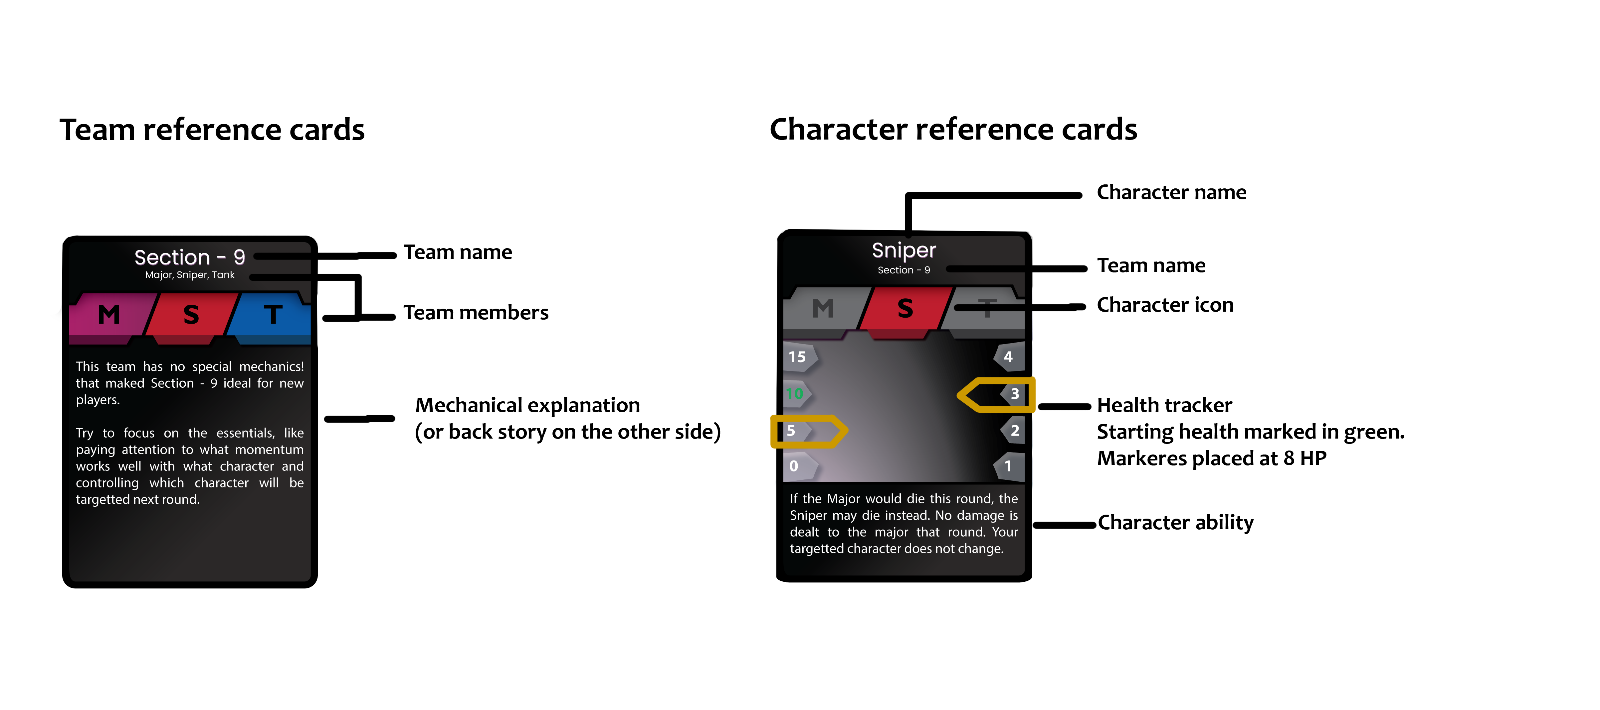 Team reference cards
Section - 9
Major, Sniper, Tank
M S T
This team has no special mechanics!
that maked Section - 9 ideal for new
players.
Try to focus on the essentials, like
paying attention to what momentum
works well with what character and
controlling which character will be
targetted next round.
Team name
Team members
Mechanical explanation
(or back story on the other side)
Character reference cards
Sniper
Section - 9
M S T
15 4
10 3
5 2
0 1
If the Major would die this round, the
Sniper may die instead. No damage is
dealt to the major that round. Your
targetted character does not change.
Character name
Team name
Character icon
Health tracker
Starting health marked in green.
Markeres placed at 8 HP
Character ability